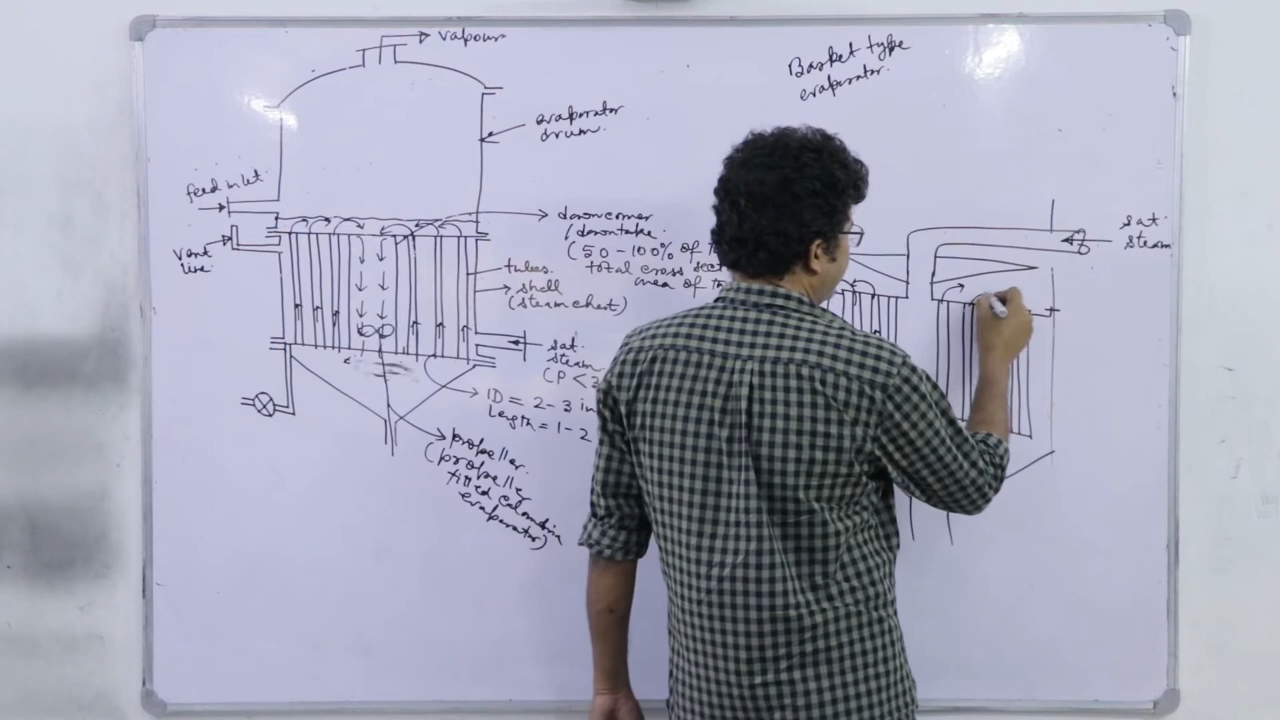 vapour
evaporator
drum.
feed inlet.
vent
line
downcomer
/downtake
(50-100% of
total cross sect
area of
tubes.
shell
(steam chest)
sat.
steam
(P <
ID = 2-3 in
Length = 1-2
propeller.
(propeller
fitted calandria
evaporator)
Basket type
evaporator.
sat.
steam